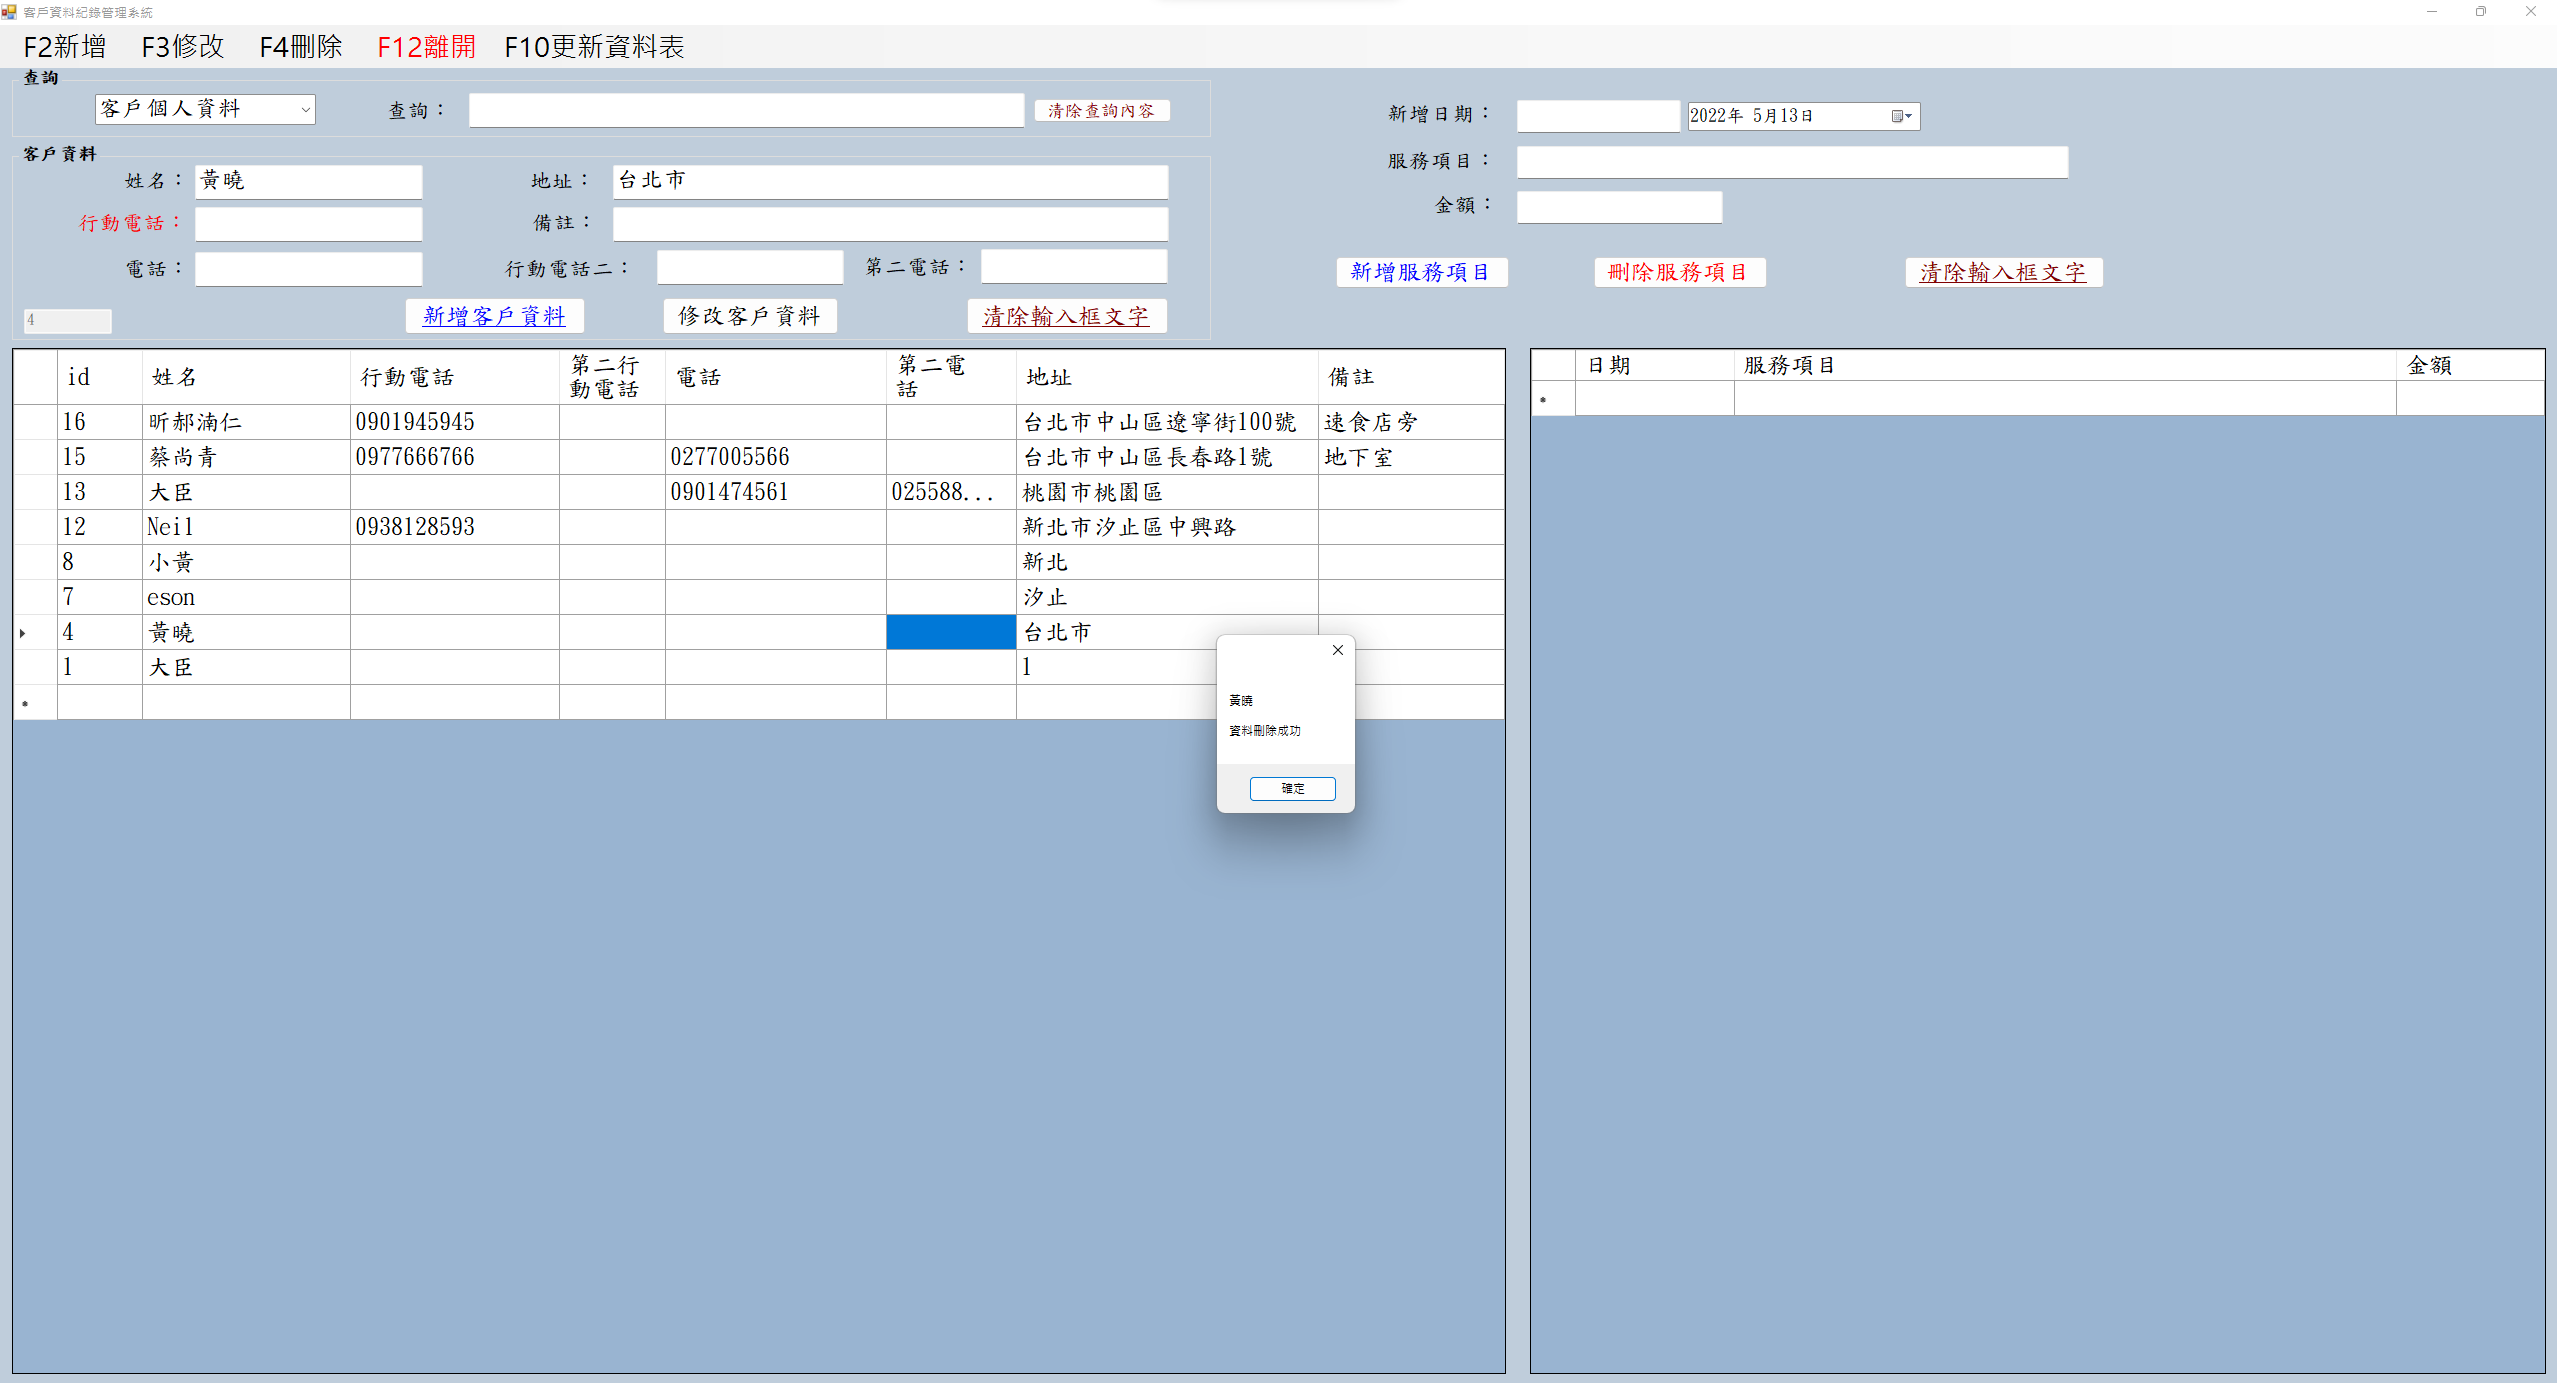 客戶資料紀錄管理系統
F2新增 F3修改 F4刪除 F12離開 F10更新資料表
查詢
客戶個人資料 查詢： 清除查詢內容
客戶資料
姓名： 黃曉 地址： 台北市
行動電話： 備註：
電話： 行動電話二： 第二電話：
4 新增客戶資料 修改客戶資料 清除輸入框文字
新增日期： 2022年 5月13日
服務項目：
金額：
新增服務項目 刪除服務項目 清除輸入框文字
id 姓名 行動電話 第二行動電話 電話 第二電話 地址 備註
16 昕郝湳仁 0901945945 台北市中山區遼寧街100號 速食店旁
15 蔡尚青 0977666766 0277005566 台北市中山區長春路1號 地下室
13 大臣 0901474561 025588... 桃園市桃園區
12 Neil 0938128593 新北市汐止區中興路
8 小黃 新北
7 eson 汐止
4 黃曉 台北市
1 大臣 1
日期 服務項目 金額
黃曉
資料刪除成功
確定